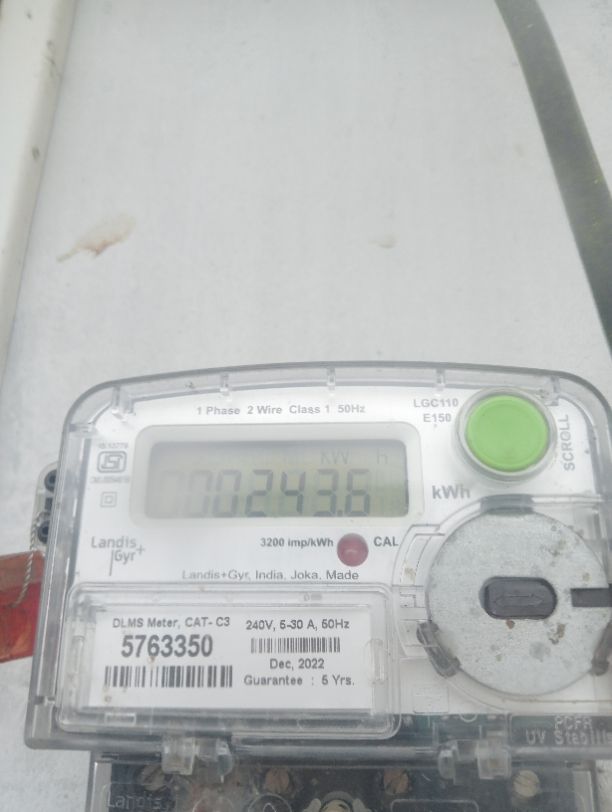 1 Phase 2 Wire Class 1 50Hz
LGC110
E150
SCROLL
kW h
00243.6
kWh
Landis
Gyr+
3200 imp/kWh
CAL
Landis+Gyr, India, Joka, Made
DLMS Meter, CAT- C3
5763350
240V, 5-30 A, 50Hz
Dec, 2022
Guarantee : 5 Yrs.
Landis